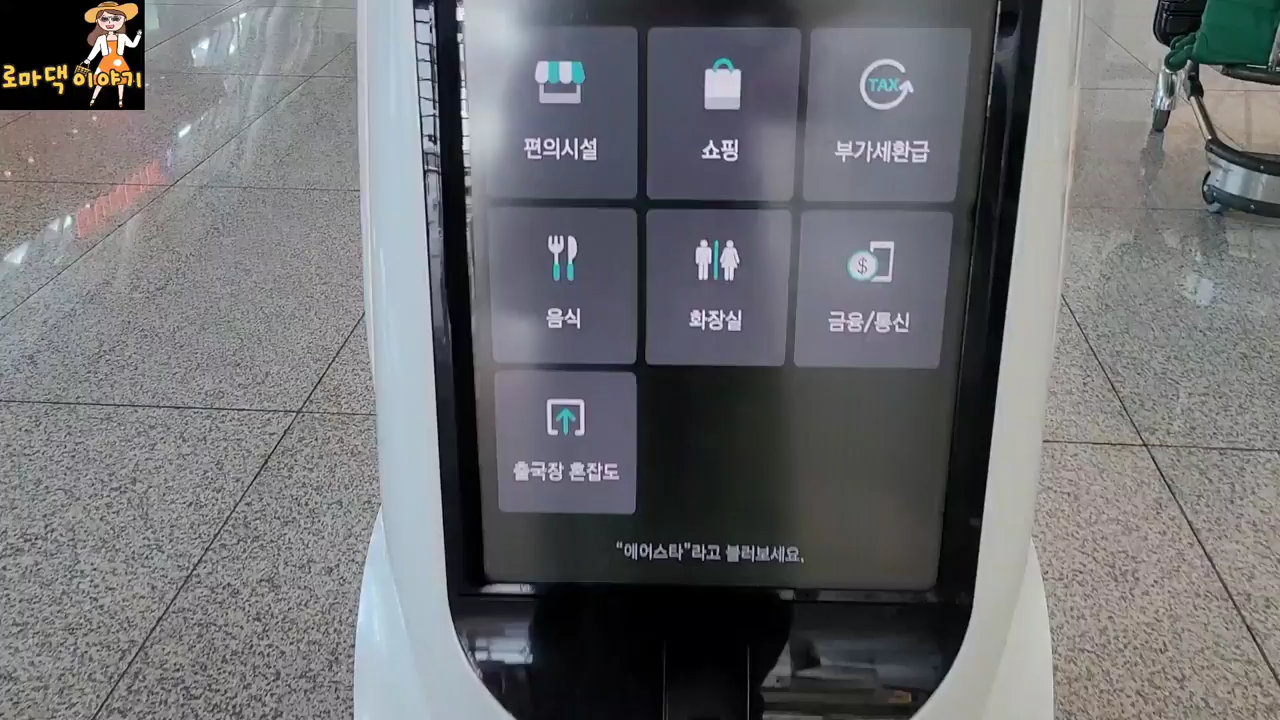 로마댁 이야기
편의시설
쇼핑
TAX
부가세환급
음식
화장실
$
금융/통신
출국장 혼잡도
“에어스타”라고 불러보세요.